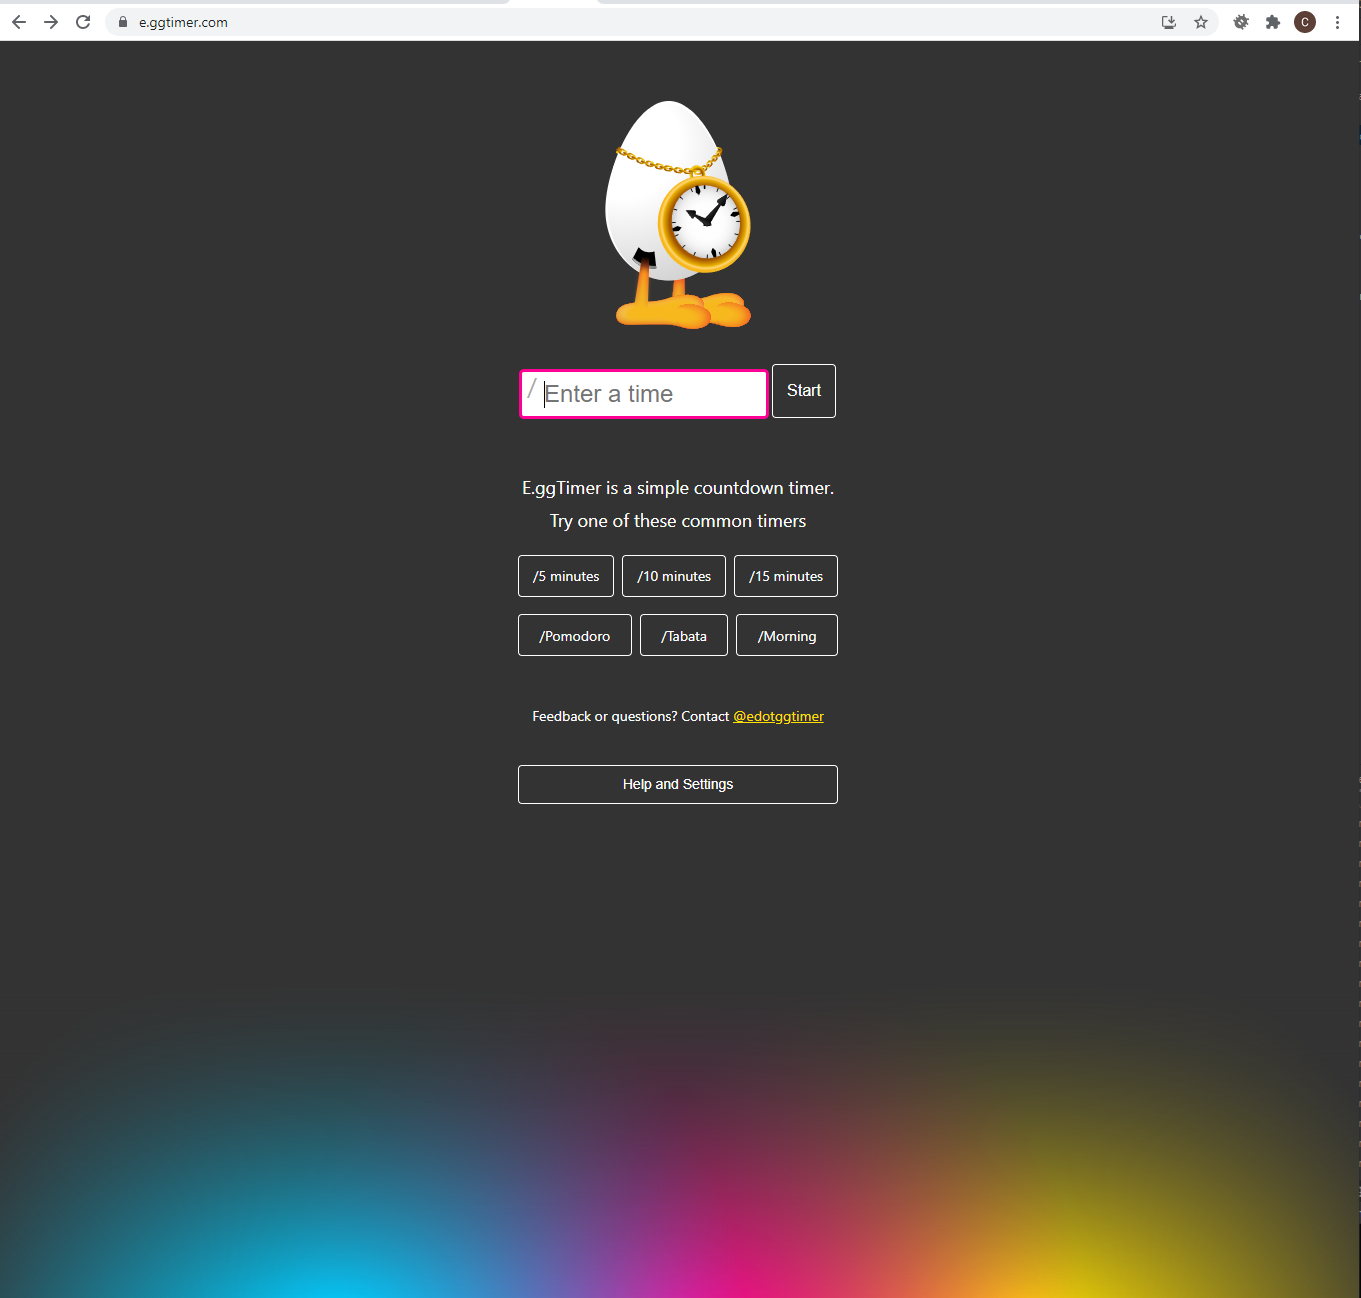 e.ggtimer.com
C
/ Enter a time
Start
E.ggTimer is a simple countdown timer.
Try one of these common timers
/5 minutes /10 minutes /15 minutes
/Pomodoro /Tabata /Morning
Feedback or questions? Contact @edotggtimer
Help and Settings